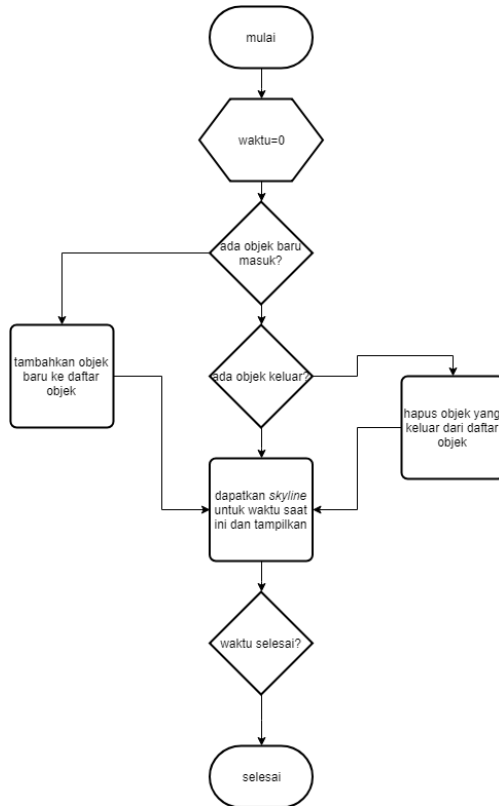 mulai
waktu=0
ada objek baru
masuk?
tambahkan objek
baru ke daftar
objek
ada objek keluar?
hapus objek yang
keluar dari daftar
objek
dapatkan skyline
untuk waktu saat
ini dan tampilkan
waktu selesai?
selesai